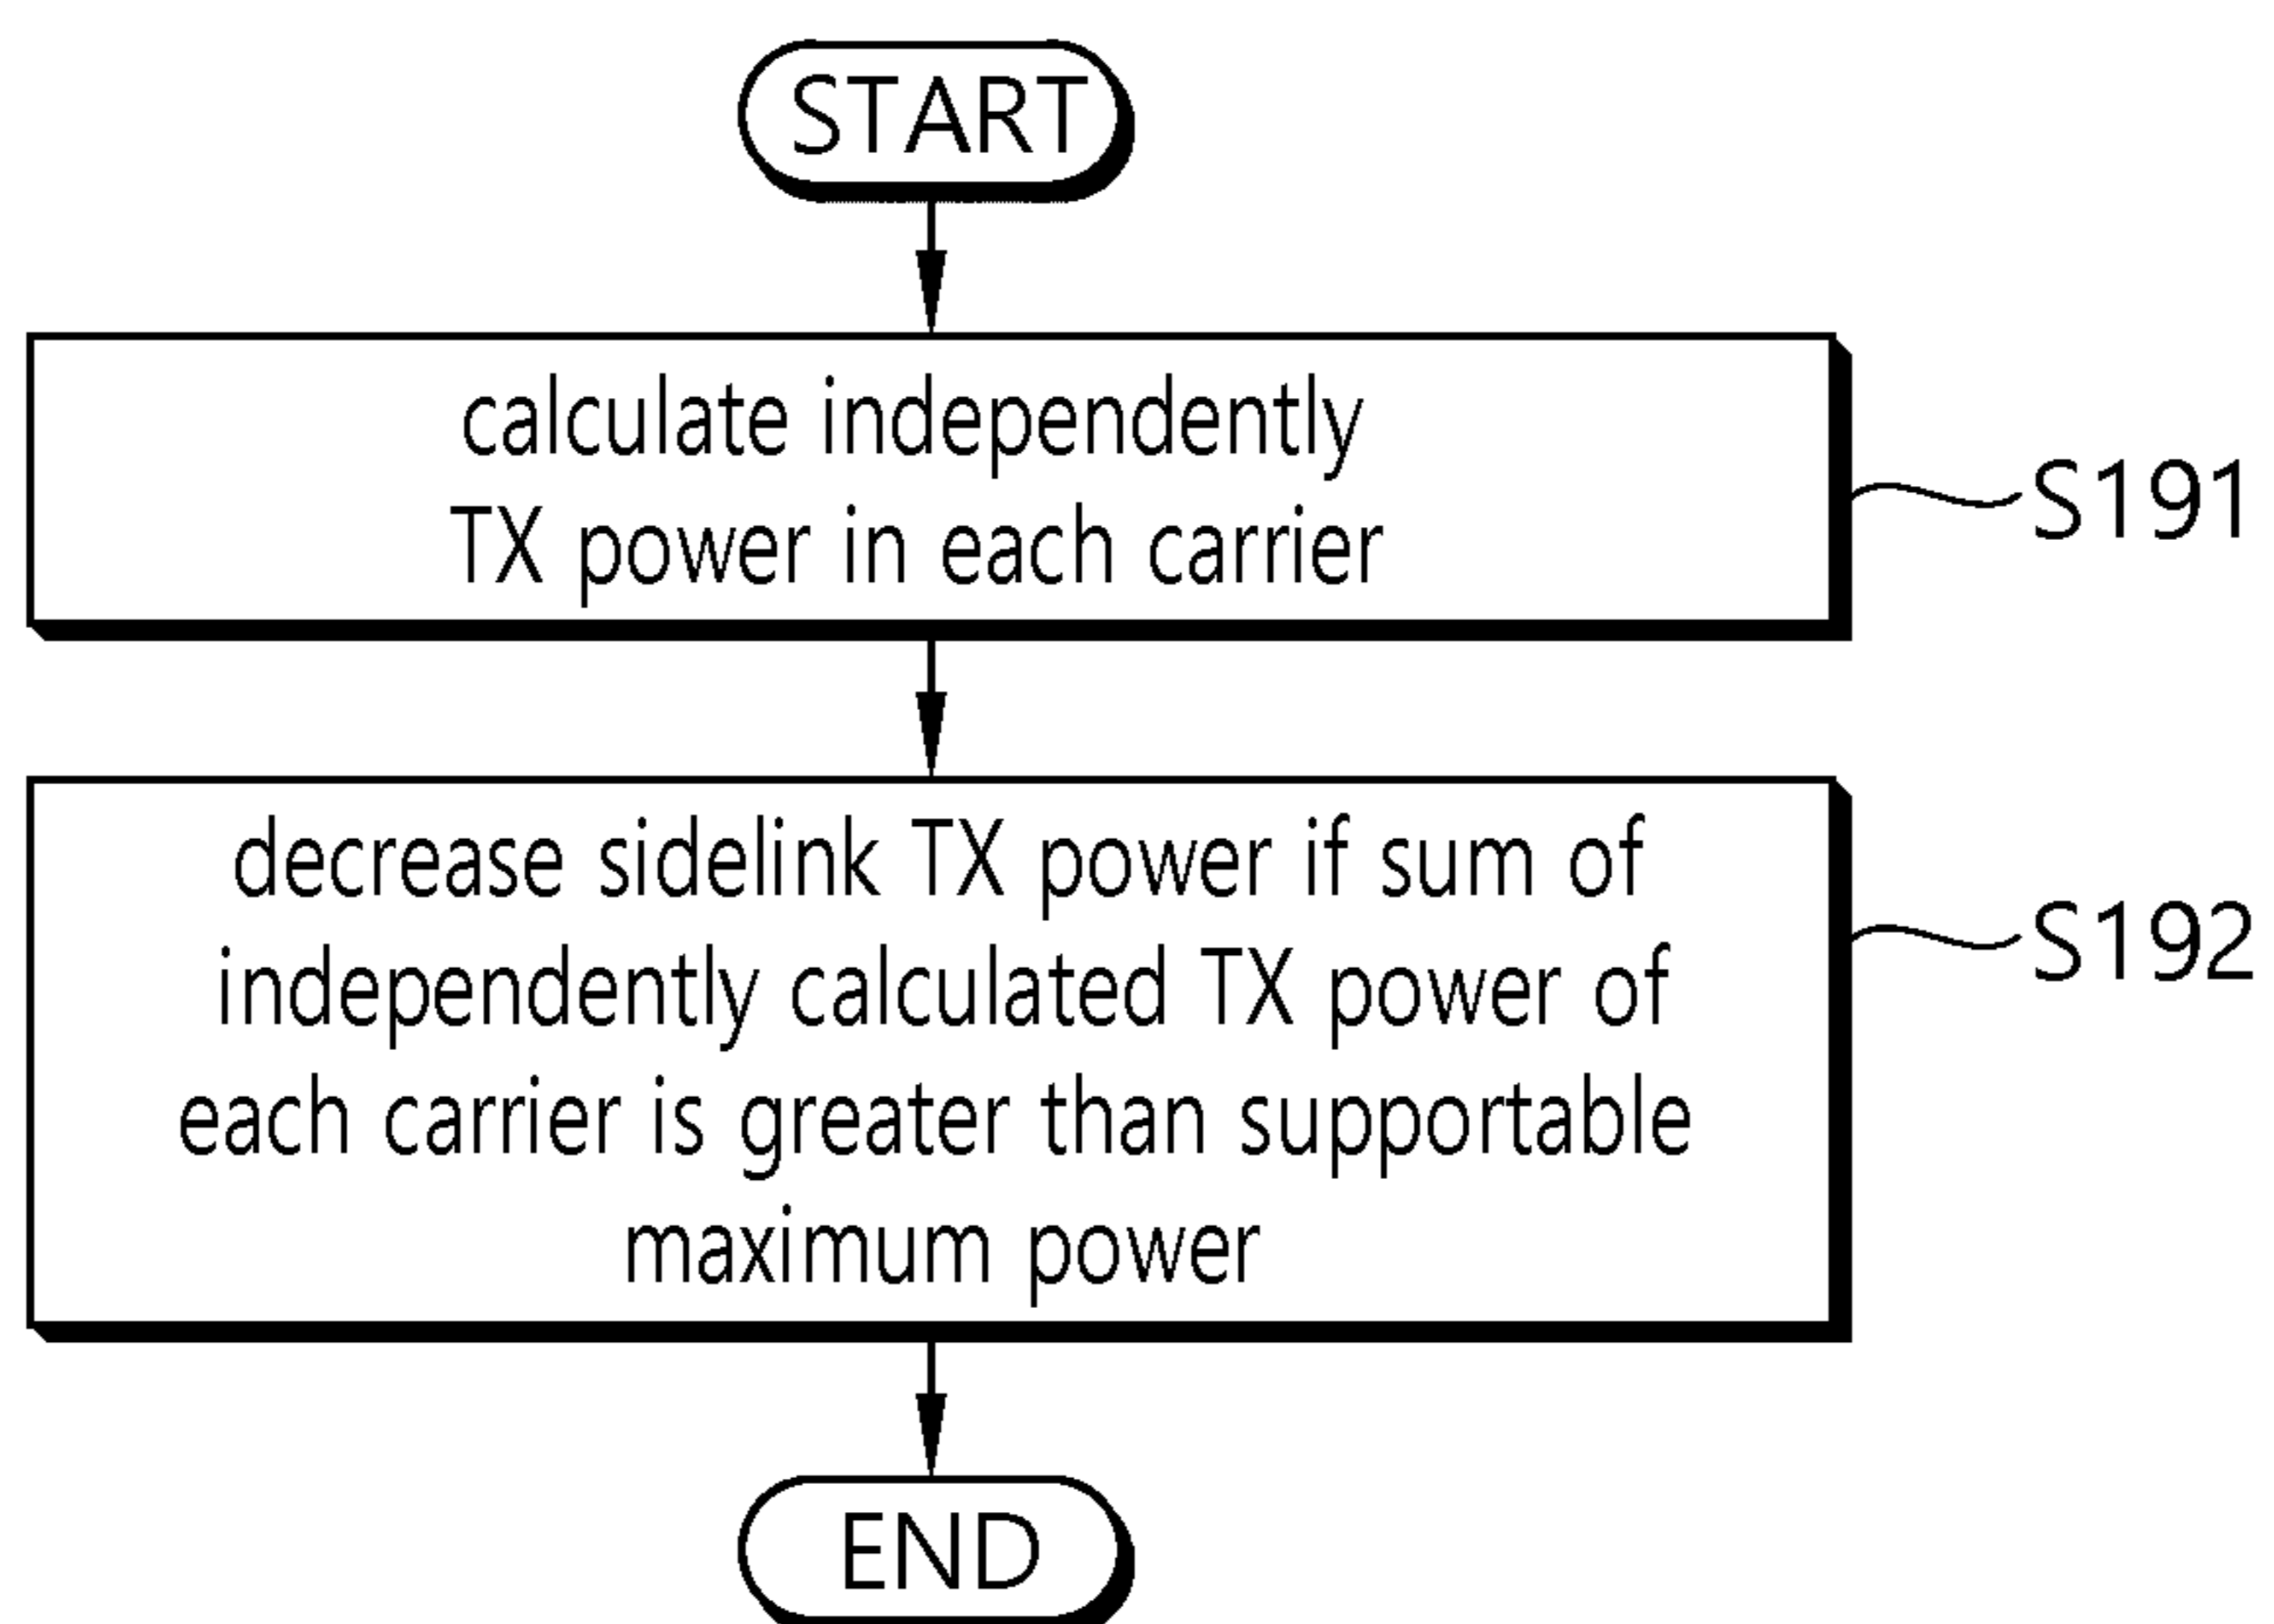 START
calculate independently
TX power in each carrier
S191
decrease sidelink TX power if sum of
independently calculated TX power of
each carrier is greater than supportable
maximum power
S192
END